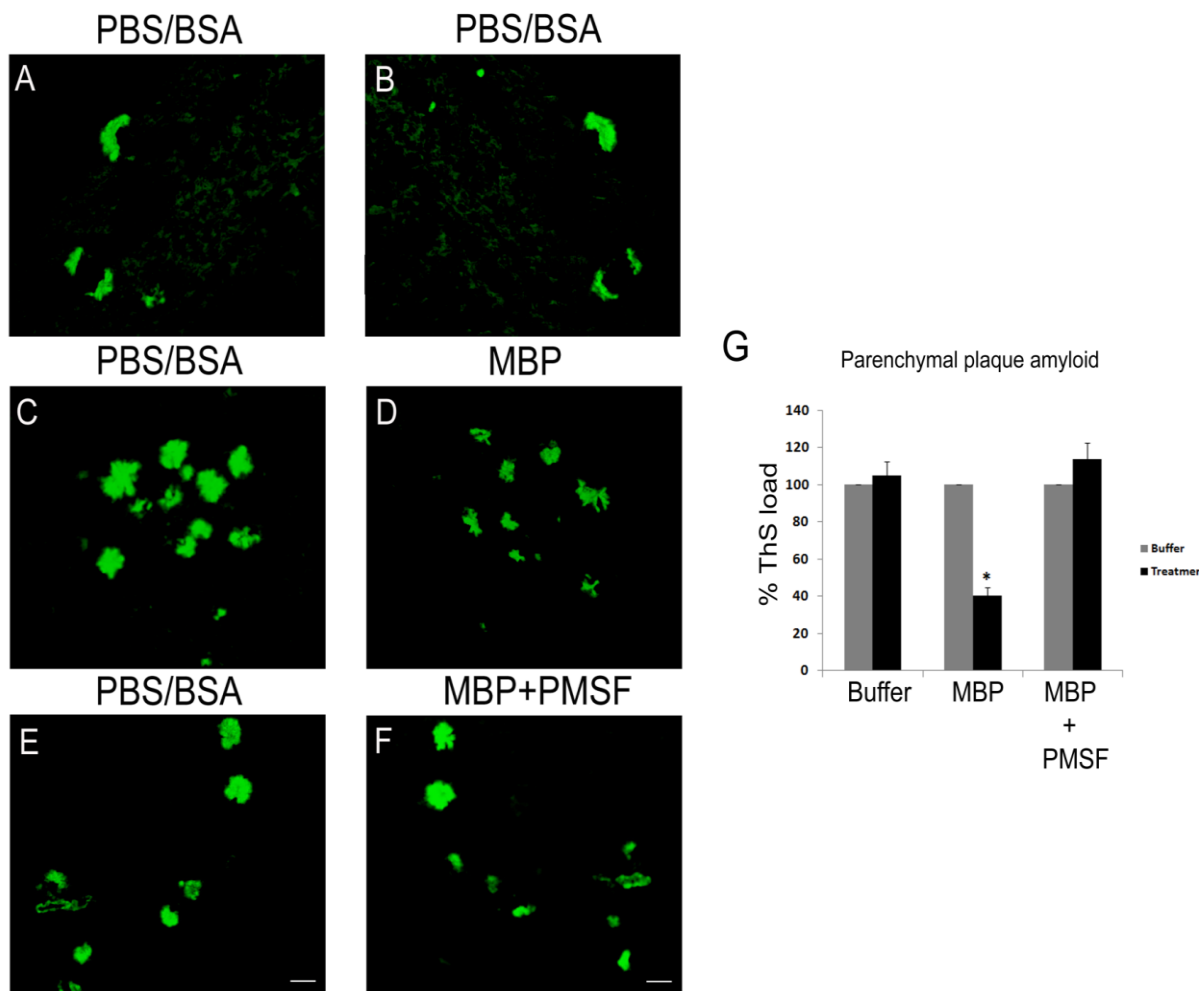 PBS/BSA
PBS/BSA
A
B
PBS/BSA
MBP
C
D
PBS/BSA
MBP+PMSF
E
F
G
Parenchymal plaque amyloid
% ThS load
140
120
100
80
60
40
20
0
*
Buffer
MBP
MBP
+
PMSF
Buffer
Treatmer